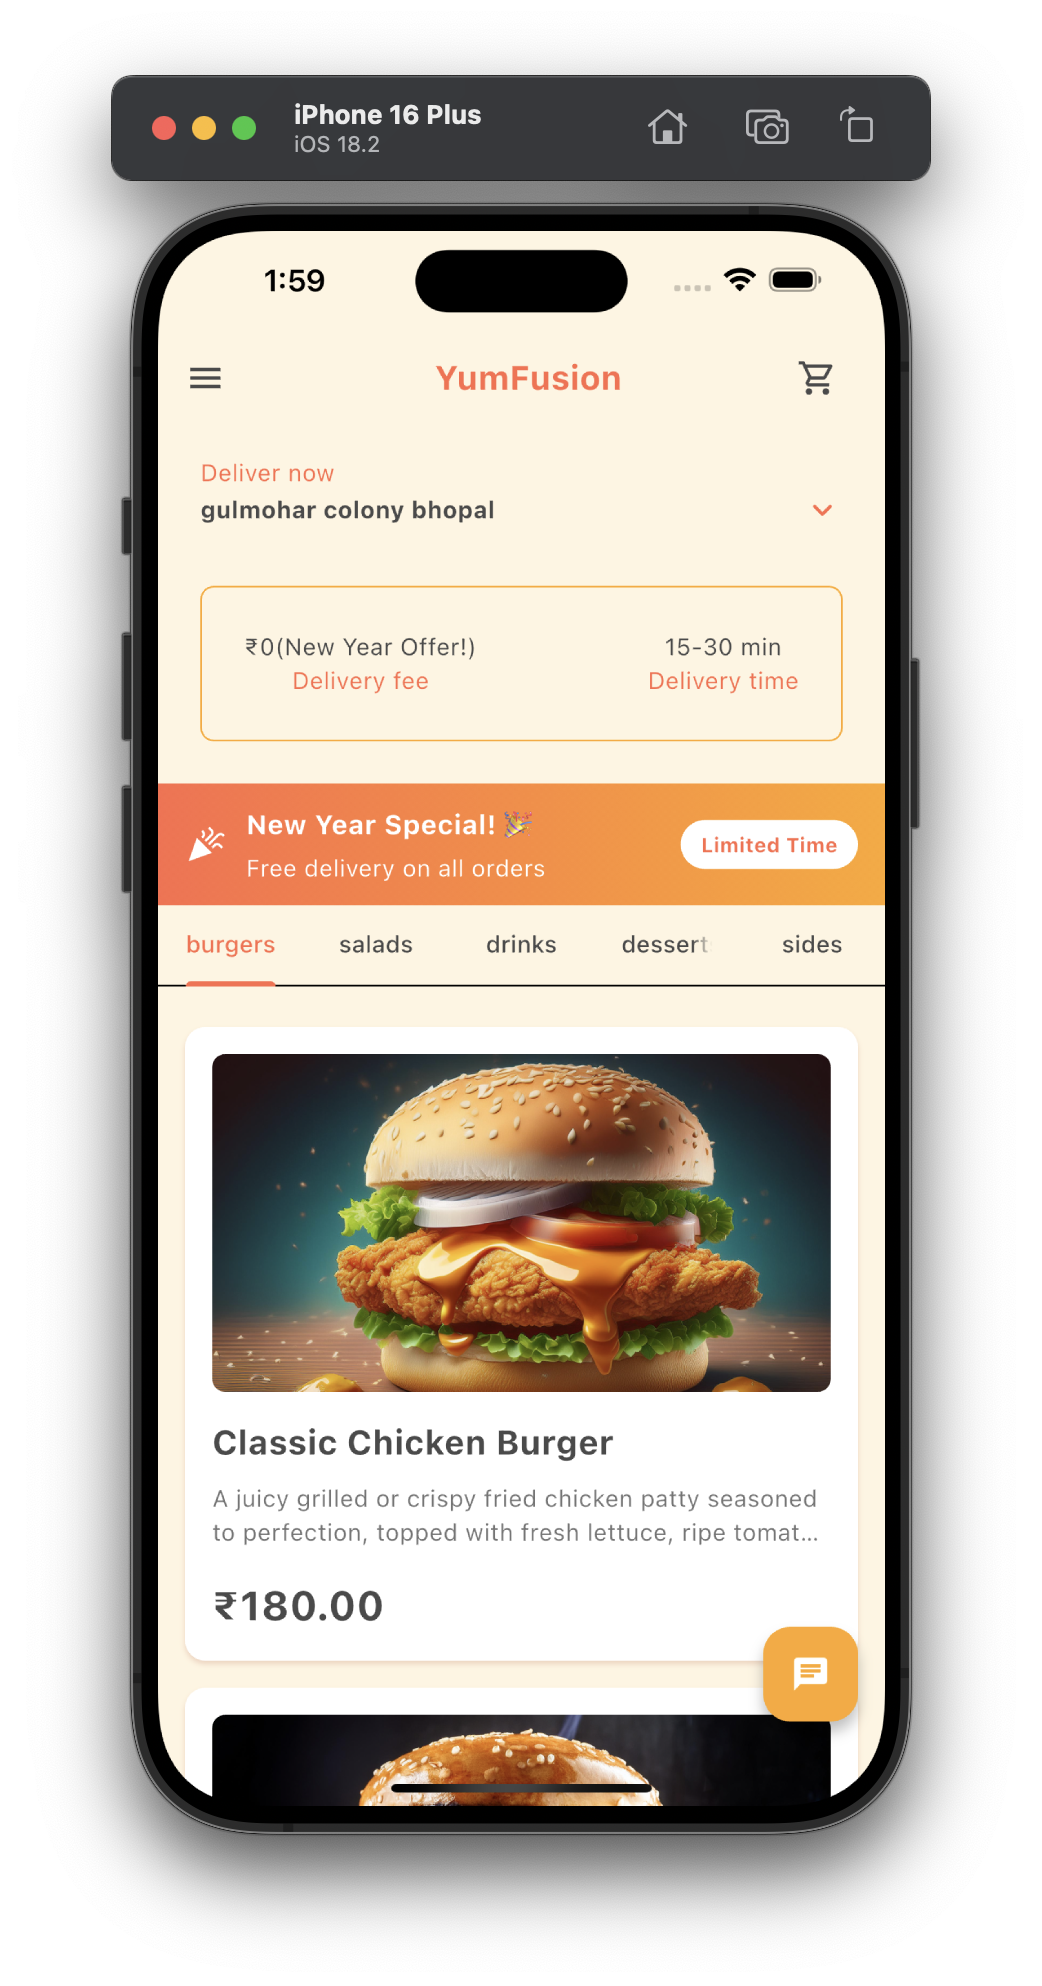 iPhone 16 Plus
iOS 18.2
1:59
YumFusion
Deliver now
gulmohar colony bhopal
₹0(New Year Offer!)
15-30 min
Delivery fee
Delivery time
New Year Special! 🎉
Free delivery on all orders
Limited Time
burgers salads drinks dessert sides
Classic Chicken Burger
A juicy grilled or crispy fried chicken patty seasoned
to perfection, topped with fresh lettuce, ripe tomat...
₹180.00